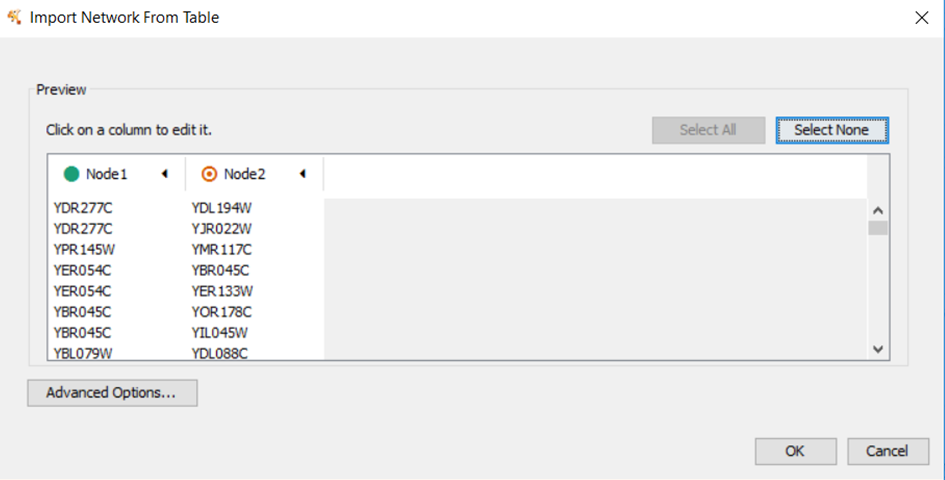 Import Network From Table
Preview
Click on a column to edit it.
Select All
Select None
Node1 Node2
YDR277C YDL194W
YDR277C YJR022W
YPR145W YMR117C
YER054C YBR045C
YER054C YER133W
YBR045C YOR178C
YBR045C YIL045W
YBL079W YDL088C
Advanced Options...
OK
Cancel